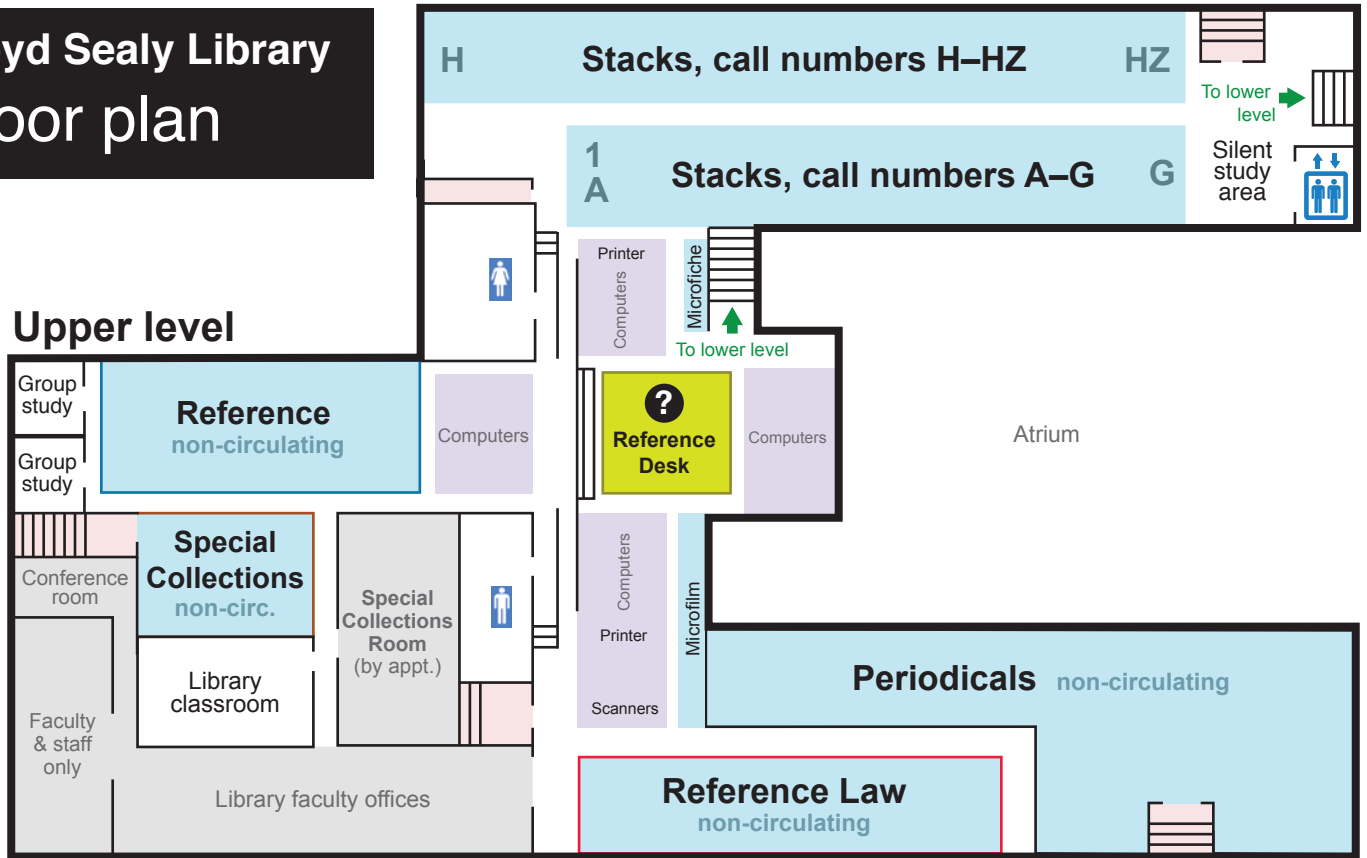 yd Sealy Library
oor plan
H
Stacks, call numbers H–HZ
HZ
To lower
level
1
A
Stacks, call numbers A–G
G
Silent
study
area
Printer
Computers
Microfiche
To lower level
Upper level
Group
study
Reference
non-circulating
Computers
?
Reference
Desk
Computers
Atrium
Group
study
Special
Collections
non-circ.
Conference
room
Special
Collections
Room
(by appt.)
Computers
Printer
Scanners
Microfilm
Periodicals non-circulating
Library
classroom
Faculty
& staff
only
Library faculty offices
Reference Law
non-circulating